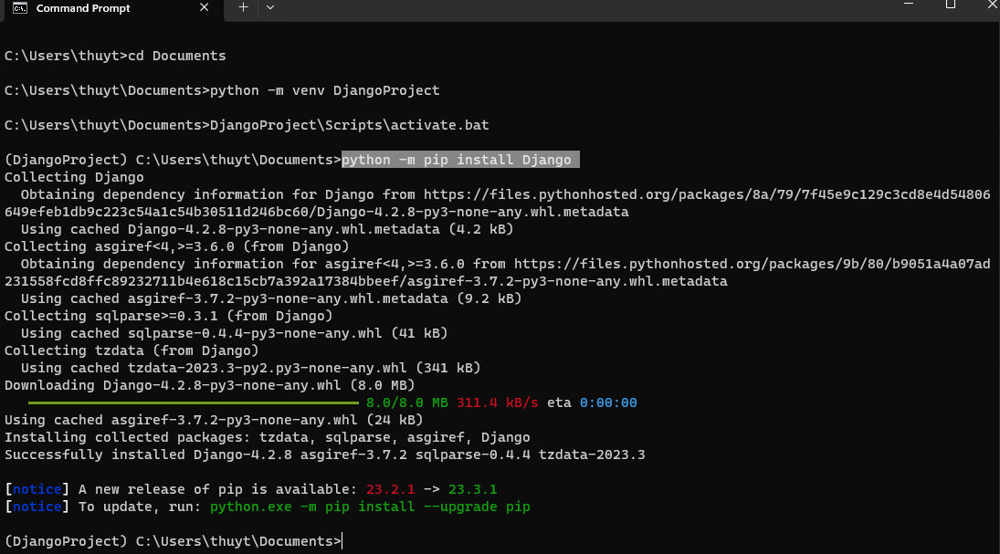 Command Prompt
C:\Users\thuyt>cd Documents
C:\Users\thuyt\Documents>python -m venv DjangoProject
C:\Users\thuyt\Documents>DjangoProject\Scripts\activate.bat
(DjangoProject) C:\Users\thuyt\Documents>python -m pip install Django
Collecting Django
  Obtaining dependency information for Django from https://files.pythonhosted.org/packages/8a/79/7f45e9c129c3cd8e4d54806
649efeb1db9c223c54a1c54b30511d246bc60/Django-4.2.8-py3-none-any.whl.metadata
  Using cached Django-4.2.8-py3-none-any.whl.metadata (4.2 kB)
Collecting asgiref<4,>=3.6.0 (from Django)
  Obtaining dependency information for asgiref<4,>=3.6.0 from https://files.pythonhosted.org/packages/9b/80/b9051a4a07ad
231558fcd8ffc89232711b4e618c15cb7a392a17384bbeef/asgiref-3.7.2-py3-none-any.whl.metadata
  Using cached asgiref-3.7.2-py3-none-any.whl.metadata (9.2 kB)
Collecting sqlparse>=0.3.1 (from Django)
  Using cached sqlparse-0.4.4-py3-none-any.whl (41 kB)
Collecting tzdata (from Django)
  Using cached tzdata-2023.3-py2.py3-none-any.whl (341 kB)
Downloading Django-4.2.8-py3-none-any.whl (8.0 MB)
8.0/8.0 MB 311.4 kB/s eta 0:00:00
Using cached asgiref-3.7.2-py3-none-any.whl (24 kB)
Installing collected packages: tzdata, sqlparse, asgiref, Django
Successfully installed Django-4.2.8 asgiref-3.7.2 sqlparse-0.4.4 tzdata-2023.3
[notice] A new release of pip is available: 23.2.1 -> 23.3.1
[notice] To update, run: python.exe -m pip install --upgrade pip
(DjangoProject) C:\Users\thuyt\Documents>